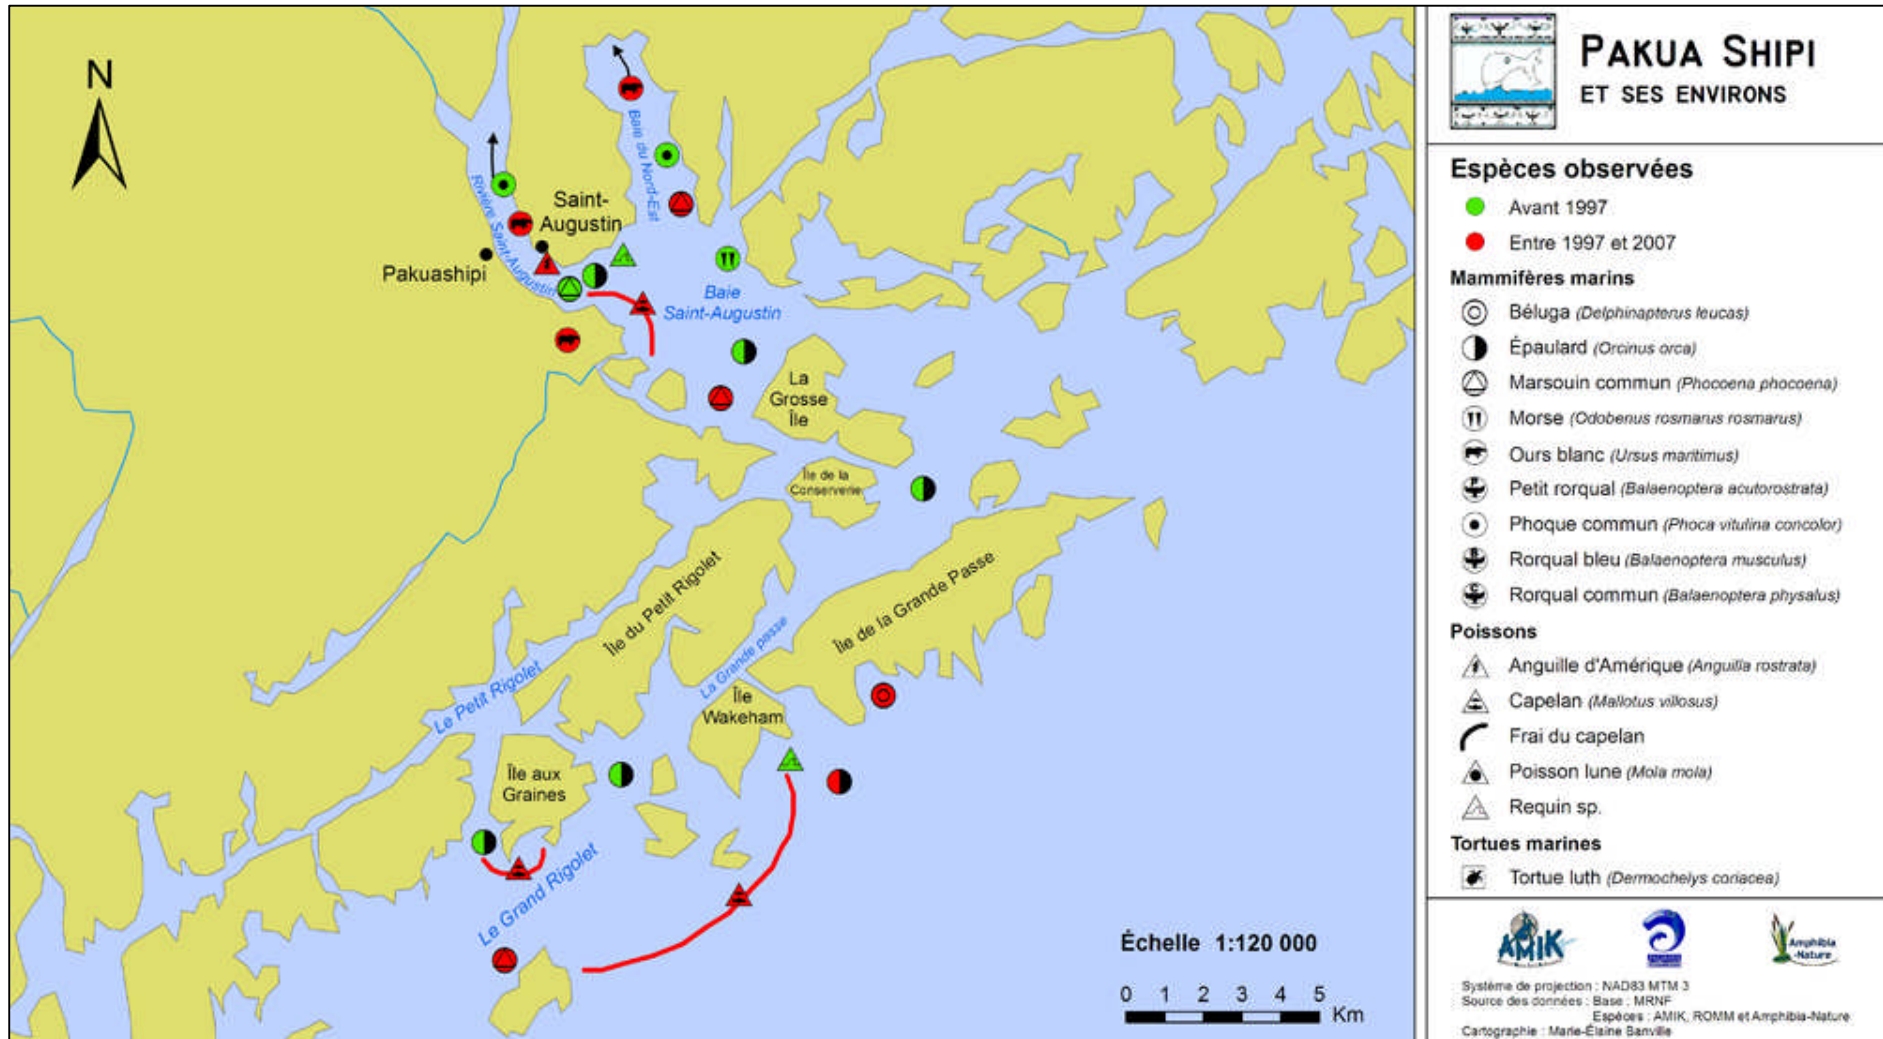 N
Baie du Nord-Est
Rivière Saint-Augustin
Saint-
Augustin
Pakuashipi
Baie
Saint-Augustin
La
Grosse
Île
Île de la
Conserverie
Île du Petit Rigolet
Île de la Grande Passe
La Grande passe
Le Petit Rigolet
Île
Wakeham
Île aux
Graines
Le Grand Rigolet
Échelle 1:120 000
0 1 2 3 4 5
Km
PAKUA SHIPI
ET SES ENVIRONS
Espèces observées
Avant 1997
Entre 1997 et 2007
Mammifères marins
Béluga (Delphinapterus leucas)
Épaulard (Orcinus orca)
Marsouin commun (Phocoena phocoena)
Morse (Odobenus rosmarus rosmarus)
Ours blanc (Ursus maritimus)
Petit rorqual (Balaenoptera acutorostrata)
Phoque commun (Phoca vitulina concolor)
Rorqual bleu (Balaenoptera musculus)
Rorqual commun (Balaenoptera physalus)
Poissons
Anguille d'Amérique (Anguilla rostrata)
Capelan (Mallotus villosus)
Frai du capelan
Poisson lune (Mola mola)
Requin sp.
Tortues marines
Tortue luth (Dermochelys coriacea)
AMIK
Amphibia
-Nature
Système de projection : NAD83 MTM 3
Source des données : Base : MRNF
Espèces : AMIK, ROMM et Amphibia-Nature
Cartographie : Marie-Élaine Banville